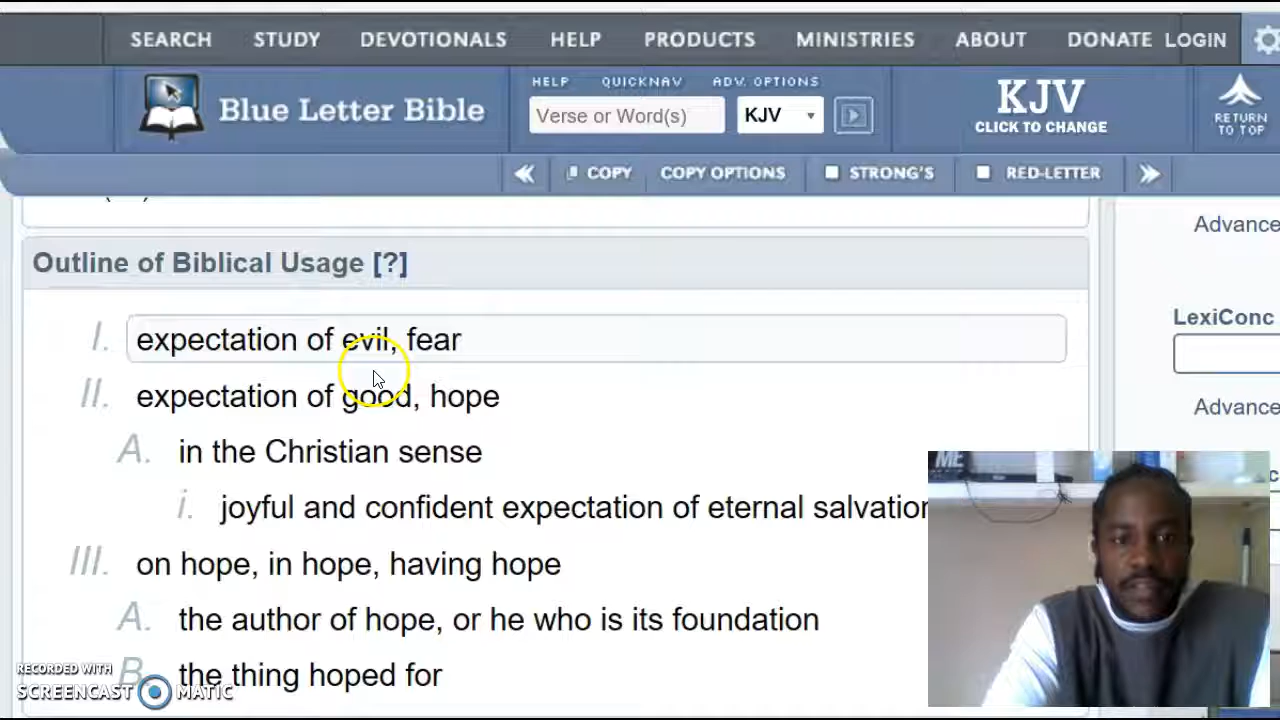 SEARCH STUDY DEVOTIONALS HELP PRODUCTS MINISTRIES ABOUT DONATE LOGIN
HELP QUICKNAV ADV. OPTIONS
Blue Letter Bible
Verse or Word(s) KJV
KJV
CLICK TO CHANGE
RETURN
TO TOP
COPY COPY OPTIONS STRONG'S RED-LETTER
Advance
Outline of Biblical Usage [?]
I. expectation of evil, fear
II. expectation of good, hope
A. in the Christian sense
i. joyful and confident expectation of eternal salvation
III. on hope, in hope, having hope
A. the author of hope, or he who is its foundation
B. the thing hoped for
LexiConc
Advance
ME
RECORDED WITH
SCREENCAST MATIC